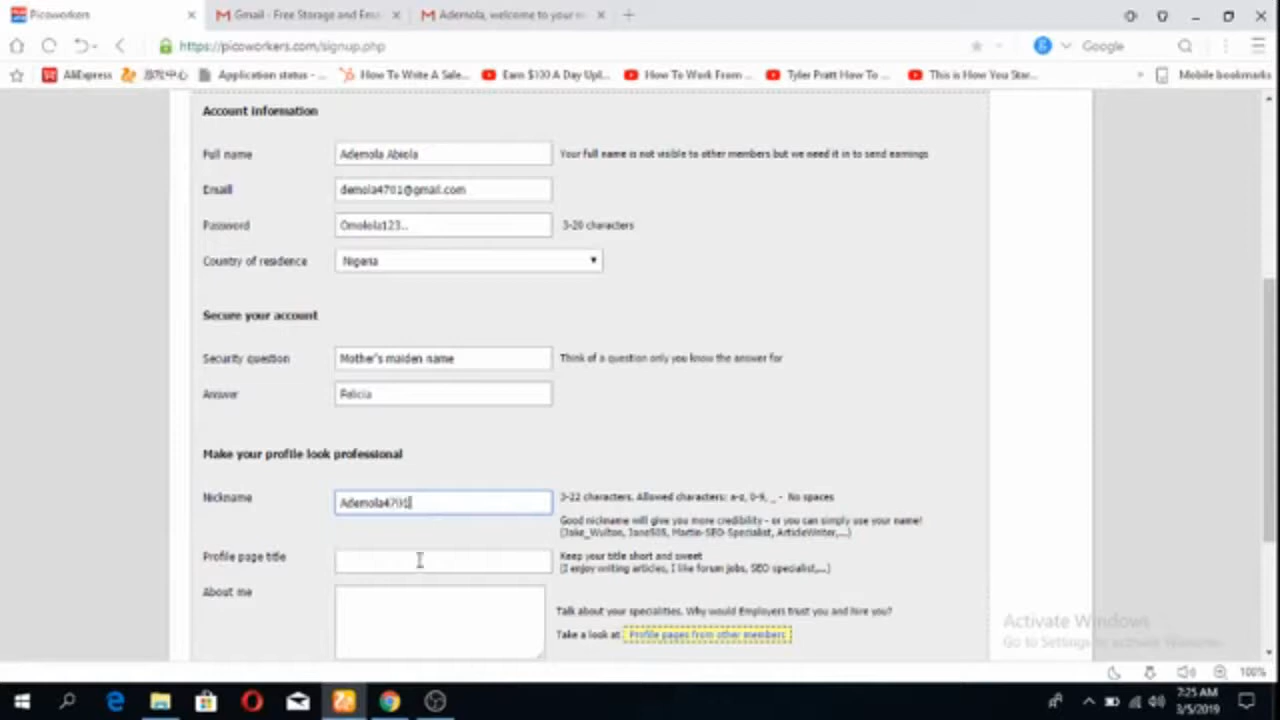 Picoworkers
Gmail - Free Storage and Ema
Ademola, welcome to your n
https://picoworkers.com/signup.php
Google
AliExpress
Application status - ...
How To Write A Sale...
Earn $100 A Day Upl...
How To Work From ...
Tyler Pratt How To ...
This is How You Star...
Mobile bookmarks
Account information
Full name
Ademola Abiola
Your full name is not visible to other members but we need it in to send earnings
Email
demola4701@gmail.com
Password
Omolola123..
3-20 characters
Country of residence
Nigeria
Secure your account
Security question
Mother's maiden name
Think of a question only you know the answer for
Answer
Felicia
Make your profile look professional
Nickname
Ademola4701
3-22 characters. Allowed characters: a-z, 0-9, _ - No spaces
Good nickname will give you more credibility - or you can simply use your name!
(Jake_Wulton, Jane505, Martin-SEO-Specialist, ArticleWriter,...)
Profile page title
Keep your title short and sweet
(I enjoy writing articles, I like forum jobs, SEO specialist,...)
About me
Talk about your specialities. Why would Employers trust you and hire you?
Take a look at Profile pages from other members
Activate Windows
Go to Settings to activate Windows.
100%
7:25 AM
3/5/2019